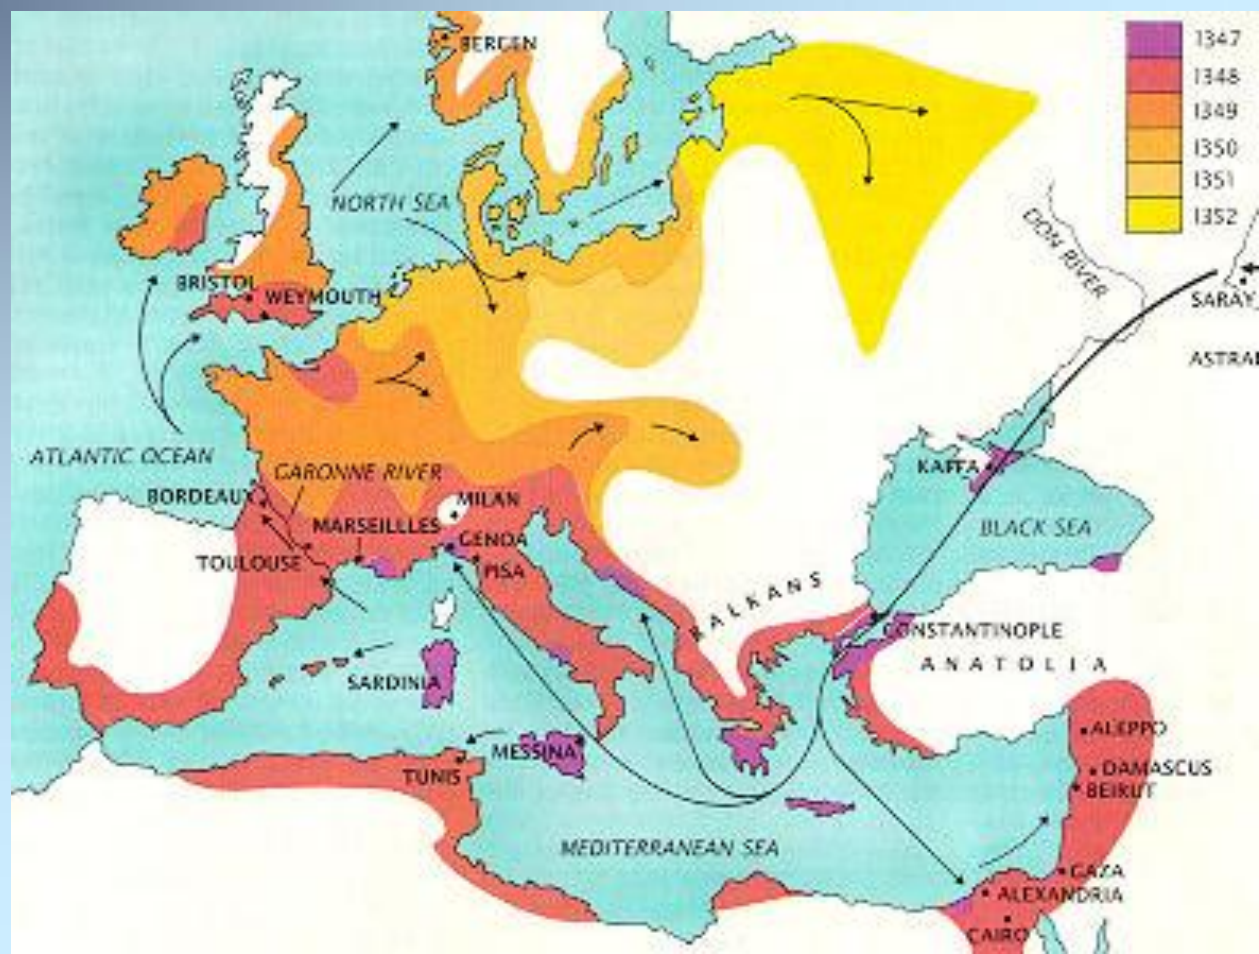 BERGEN
1347
1348
1349
1350
1351
1352
NORTH SEA
DON RIVER
BRISTOL
WEYMOUTH
SARAY
ASTRA
ATLANTIC OCEAN
GARONNE RIVER
KAFFA
BORDEAUX
MILAN
MARSEILLLES
GENOA
BLACK SEA
TOULOUSE
PISA
BALKANS
CONSTANTINOPLE
ANATOLIA
SARDINIA
ALEPPO
MESSINA
TUNIS
DAMASCUS
BEIRUT
MEDITERRANEAN SEA
GAZA
ALEXANDRIA
CAIRO